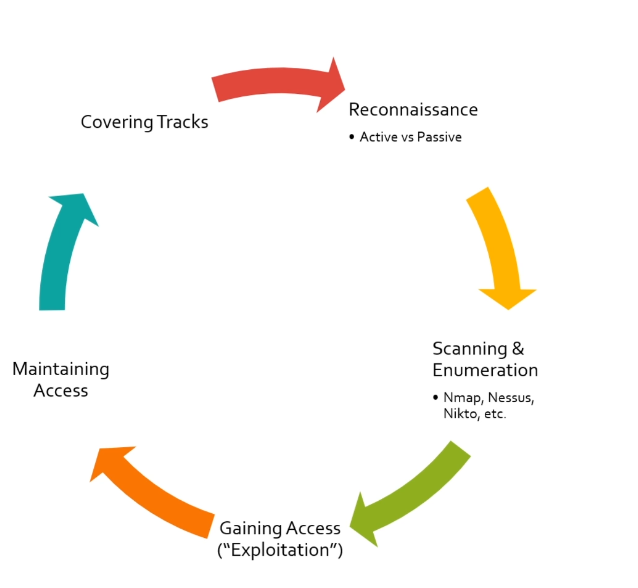 Reconnaissance
• Active vs Passive
Scanning &
Enumeration
• Nmap, Nessus,
Nikto, etc.
Gaining Access
(“Exploitation”)
Maintaining
Access
Covering Tracks